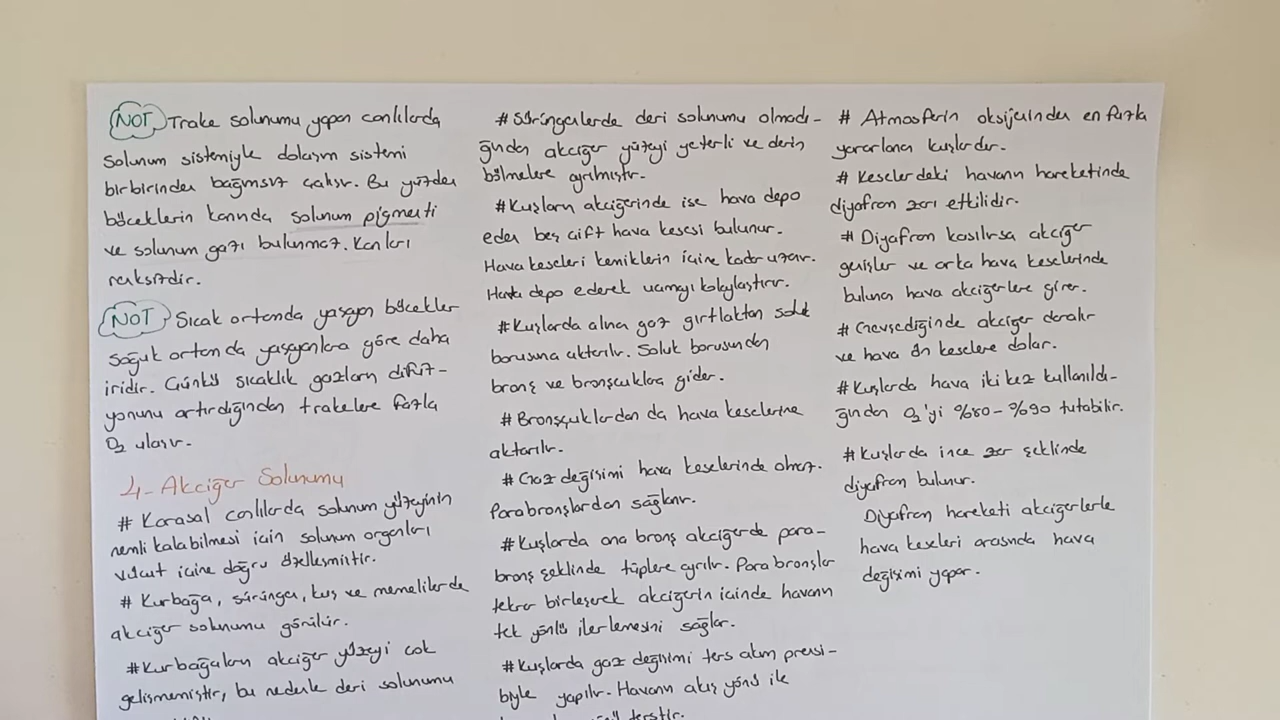 NOT Trake solunumu yapan canlılarda
Solunum sistemiyle dolaşım sistemi
birbirinden bağımsız çalışır. Bu yüzden
böceklerin kanında solunum pigmenti
ve solunum gazı bulunmaz. Kanları
renksizdir.
NOT Sıcak ortamda yaşayan böcekler
soğuk ortamda yaşayanlara göre daha
iridir. Çünkü sıcaklık gazların difüz-
yonunu artırdığından trakelere fazla
O₂ ulaşır.
4- Akciğer Solunumu
# Karasal canlılarda solunum yüzeyinin
nemli kalabilmesi için solunum organları
vücut içine doğru özelleşmiştir.
# Kurbağa, sürüngen, kuş ve memelilerde
akciğer solunumu görülür.
# Kurbağaların akciğer yüzeyi çok
gelişmemiştir, bu nedenle deri solunumu
# Sürüngenlerde deri solunumu olmadı-
ğından akciğer yüzeyi yeterli ve derin
bölmelere ayrılmıştır.
# Kuşların akciğerinde ise hava depo
eden beş çift hava kesesi bulunur.
Hava keseleri kemiklerin içine kadar uzanır.
Hava depo ederek uçmayı kolaylaştırır.
# Kuşlarda alınan gaz gırtlaktan soluk
borusuna aktarılır. Soluk borusundan
bronş ve bronşcuklara gider.
# Bronşçuklardan da hava keselerine
aktarılır.
# Gaz değişimi hava keselerinde olmaz.
Parabronşlardan sağlanır.
# Kuşlarda ana bronş akciğerde para-
bronş şeklinde tüplere ayrılır. Parabronşlar
tekrar birleşerek akciğerin içinde havanın
tek yönlü ilerlemesini sağlar.
# Kuşlarda gaz değişimi ters akım prensi-
biyle yapılır. Havanın akış yönü ile
terstir.
# Atmosferin oksijeninden en fazla
yararlanan kuşlardır.
# Keselerdeki havanın hareketinde
diyafram zarı etkilidir.
# Diyafram kasılırsa akciğer
genişler ve arka hava keselerinde
bulunan hava akciğerlere girer.
# Gevşediğinde akciğer daralır
ve hava ön keselere dolar.
# Kuşlarda hava iki kez kullanıldı-
ğından O₂'yi %80-%90 tutabilir.
# Kuşlarda ince zar şeklinde
diyafram bulunur.
Diyafram hareketi akciğerlerle
hava keseleri arasında hava
değişimi yapar.